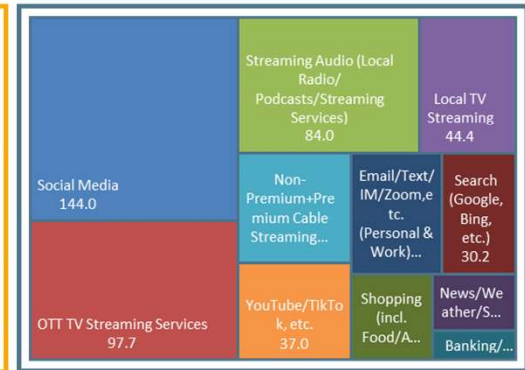 Social Media
144.0
OTT TV Streaming Services
97.7
Streaming Audio (Local
Radio/
Podcasts/Streaming
Services)
84.0
Local TV
Streaming
44.4
Non-
Premium+Pre
mium Cable
Streaming...
YouTube/TikTo
k, etc.
37.0
Email/Text/
IM/Zoom,e
tc.
(Personal &
Work)...
Search
(Google,
Bing,
etc.)
30.2
Shopping
(incl.
Food/A...
News/We
ather/S...
Banking/...